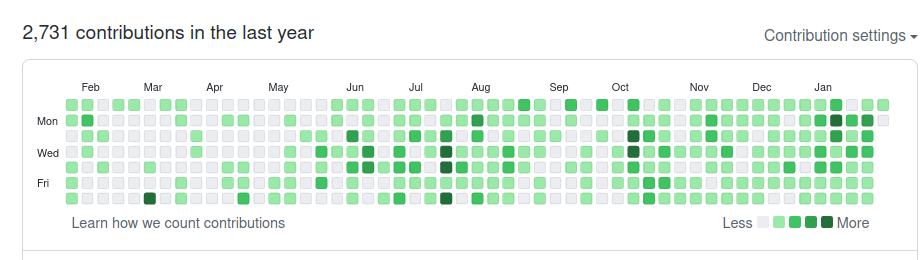 2,731 contributions in the last year
Contribution settings
Feb Mar Apr May Jun Jul Aug Sep Oct Nov Dec Jan
Mon
Wed
Fri
Learn how we count contributions
Less More